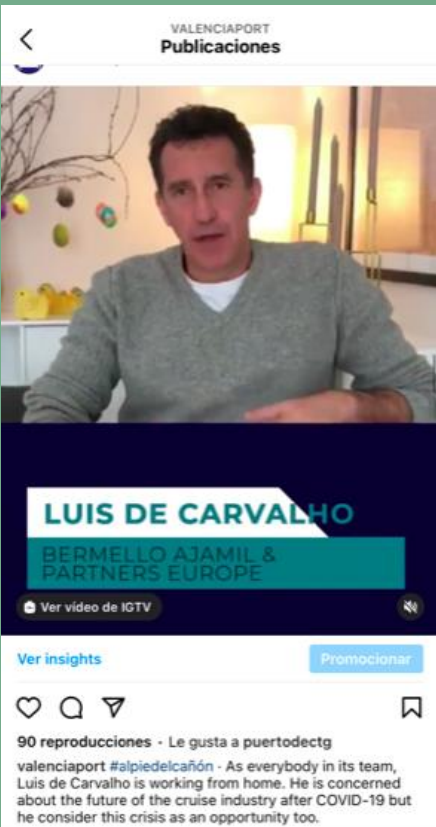 VALENCIAPORT
Publicaciones
LUIS DE CARVALHO
BERMELLO AJAMIL &
PARTNERS EUROPE
Ver vídeo de IGTV
Ver insights
Promocionar
90 reproducciones · Le gusta a puertodectg
valenciaport #alpiedelcañón - As everybody in its team,
Luis de Carvalho is working from home. He is concerned
about the future of the cruise industry after COVID-19 but
he consider this crisis as an opportunity too.